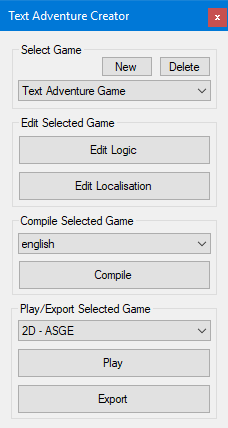 Text Adventure Creator
x
Select Game
New Delete
Text Adventure Game
Edit Selected Game
Edit Logic
Edit Localisation
Compile Selected Game
english
Compile
Play/Export Selected Game
2D - ASGE
Play
Export